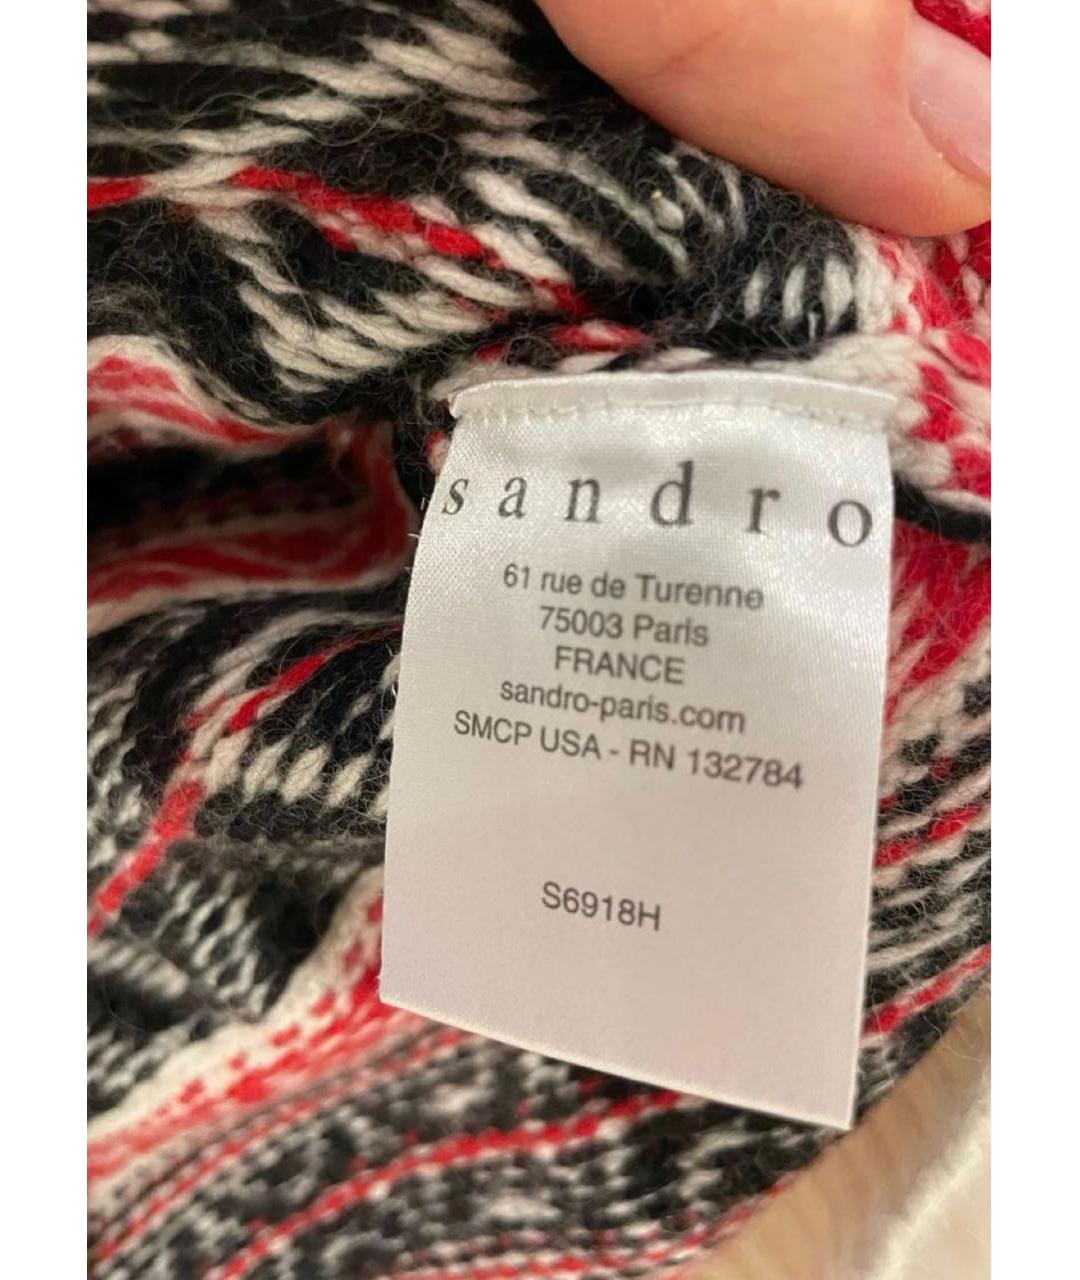 sandro
61 rue de Turenne
75003 Paris
FRANCE
sandro-paris.com
SMCP USA - RN 132784
S6918H